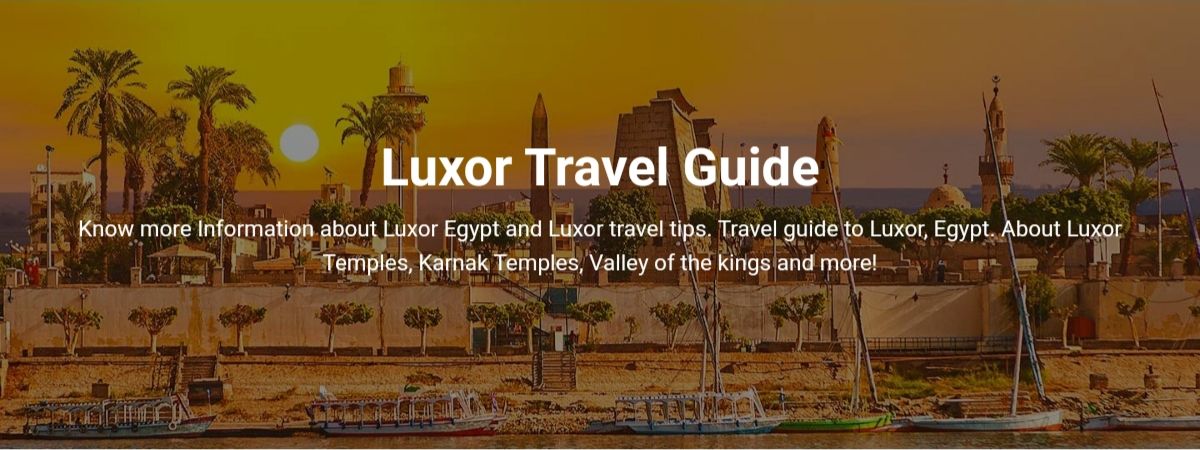 Luxor Travel Guide
Know more Information about Luxor Egypt and Luxor travel tips. Travel guide to Luxor, Egypt. About Luxor
Temples, Karnak Temples, Valley of the kings and more!